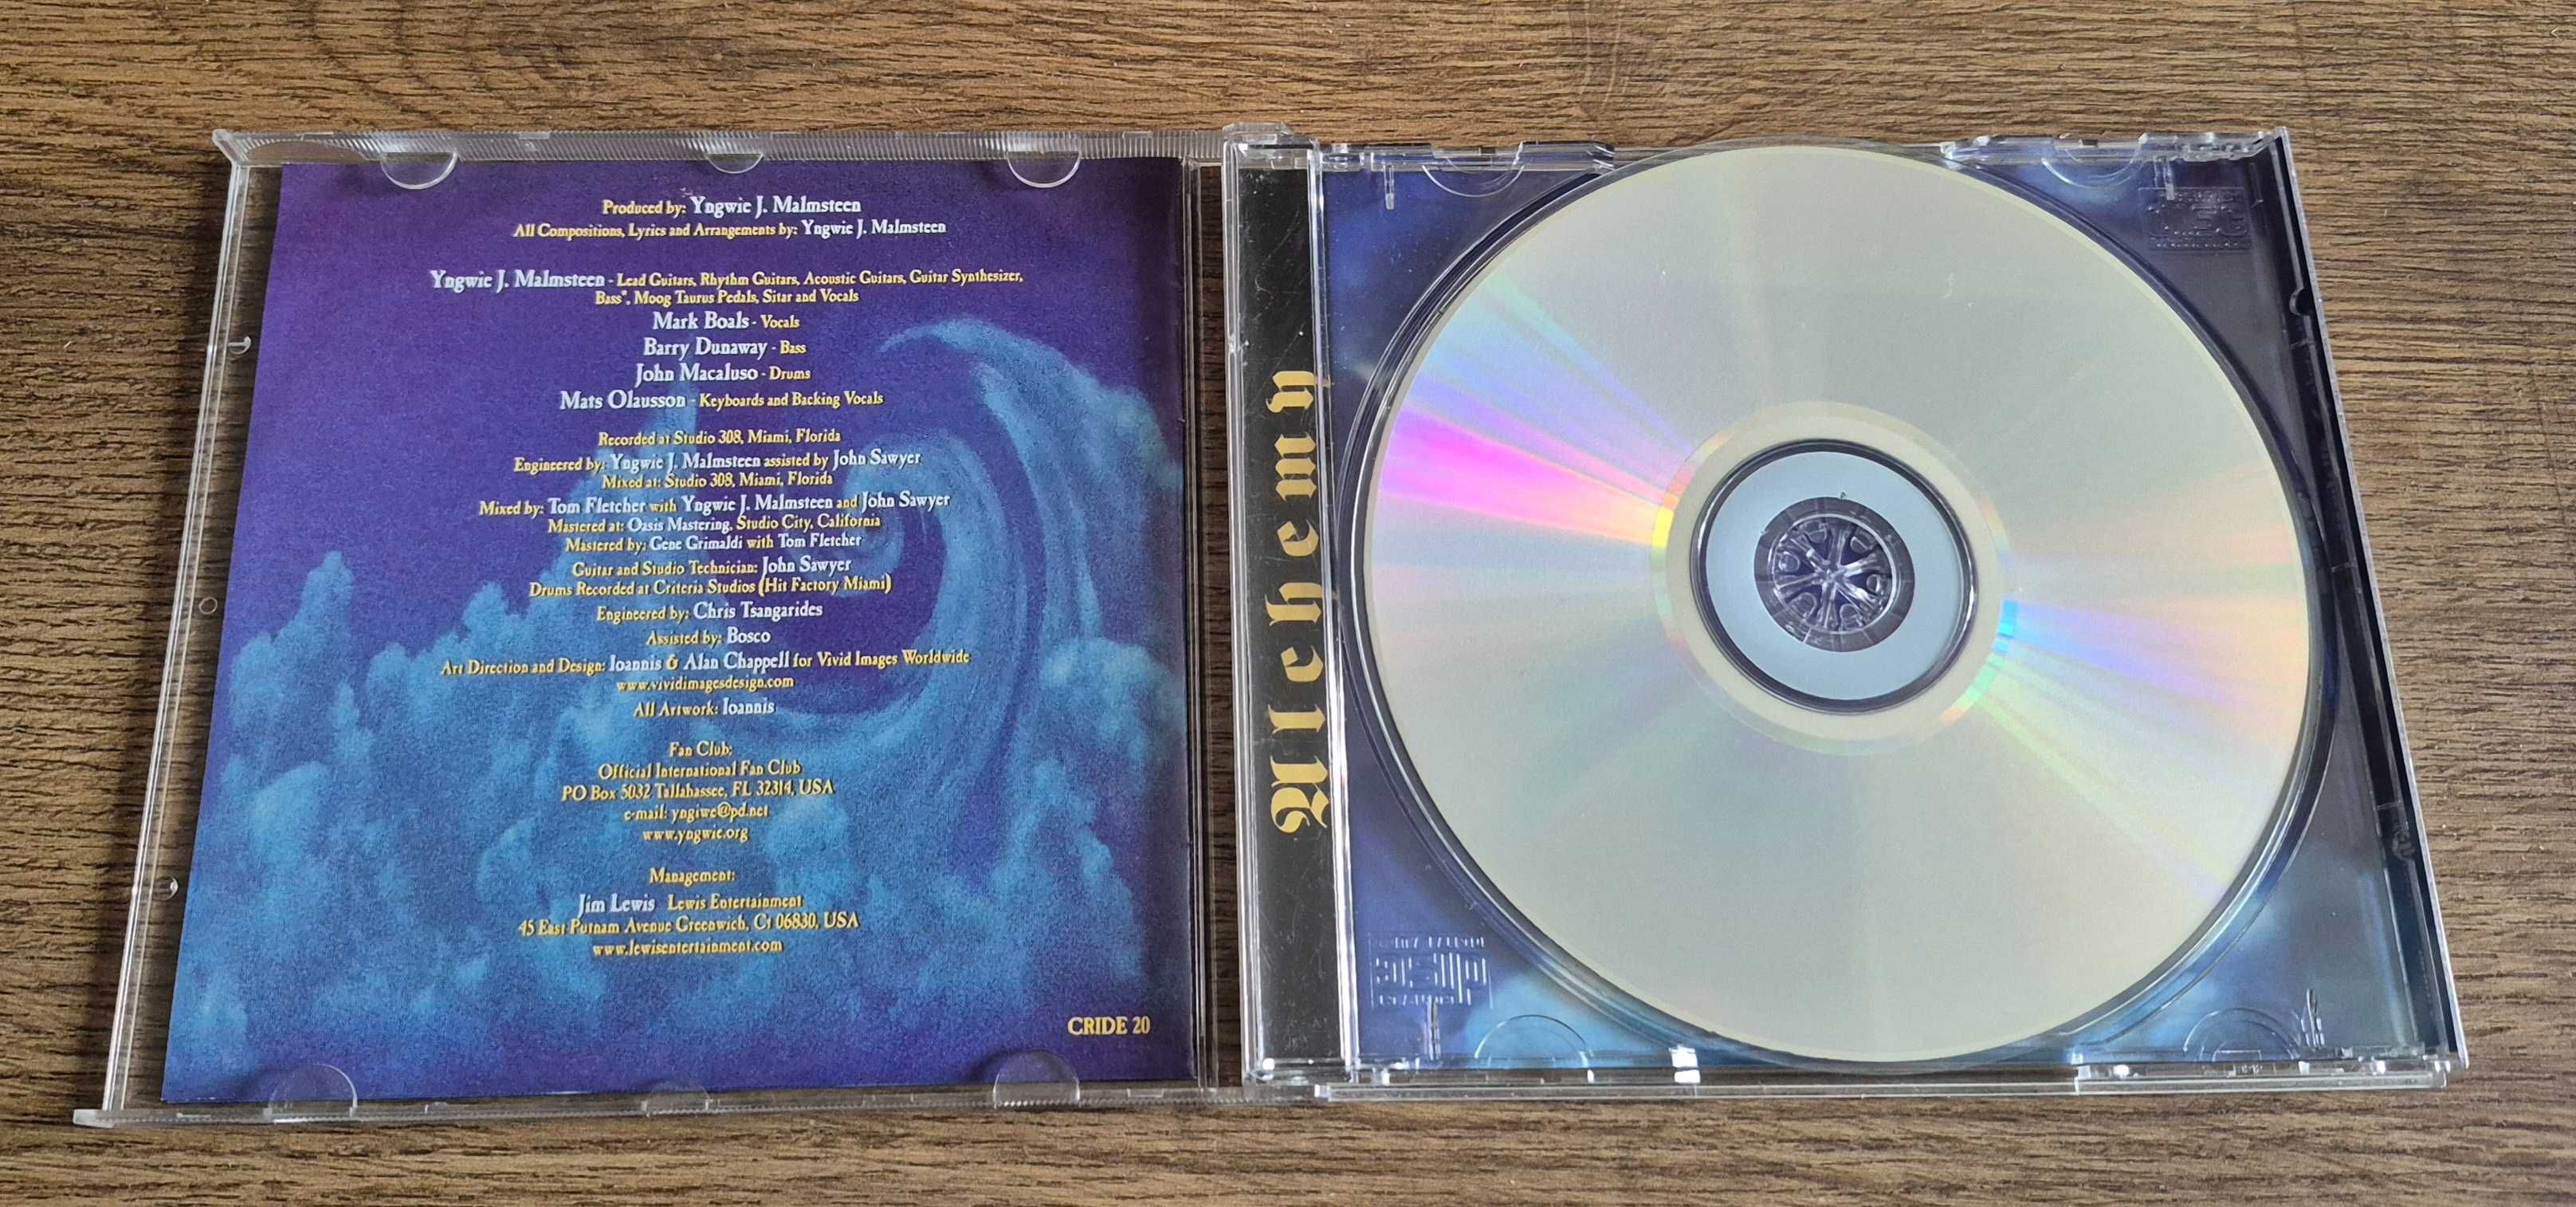 Produced by: Yngwie J. Malmsteen
All Compositions, Lyrics and Arrangements by: Yngwie J. Malmsteen
Yngwie J. Malmsteen - Lead Guitars, Rhythm Guitars, Acoustic Guitars, Guitar Synthesizer,
Bass*, Moog Taurus Pedals, Sitar and Vocals
Mark Boals - Vocals
Barry Dunaway - Bass
John Macaluso - Drums
Mats Olausson - Keyboards and Backing Vocals
Recorded at Studio 308, Miami, Florida
Engineered by: Yngwie J. Malmsteen assisted by John Sawyer
Mixed at: Studio 308, Miami, Florida
Mixed by: Tom Fletcher with Yngwie J. Malmsteen and John Sawyer
Mastered at: Oasis Mastering, Studio City, California
Mastered by: Gene Grimaldi with Tom Fletcher
Guitar and Studio Technician: John Sawyer
Drums Recorded at Criteria Studios (Hit Factory Miami)
Engineered by: Chris Tsangarides
Assisted by: Bosco
Art Direction and Design: Ioannis & Alan Chappell for Vivid Images Worldwide
www.vividimagesdesign.com
All Artwork: Ioannis
Fan Club:
Official International Fan Club
PO Box 5032 Tallahassee, FL 32314, USA
e-mail: yngiwe@pd.net
www.yngwie.org
Management:
Jim Lewis Lewis Entertainment
45 East Putnam Avenue Greenwich, Ct 06830, USA
www.lewisentertainment.com
CRIDE 20
Alchemy